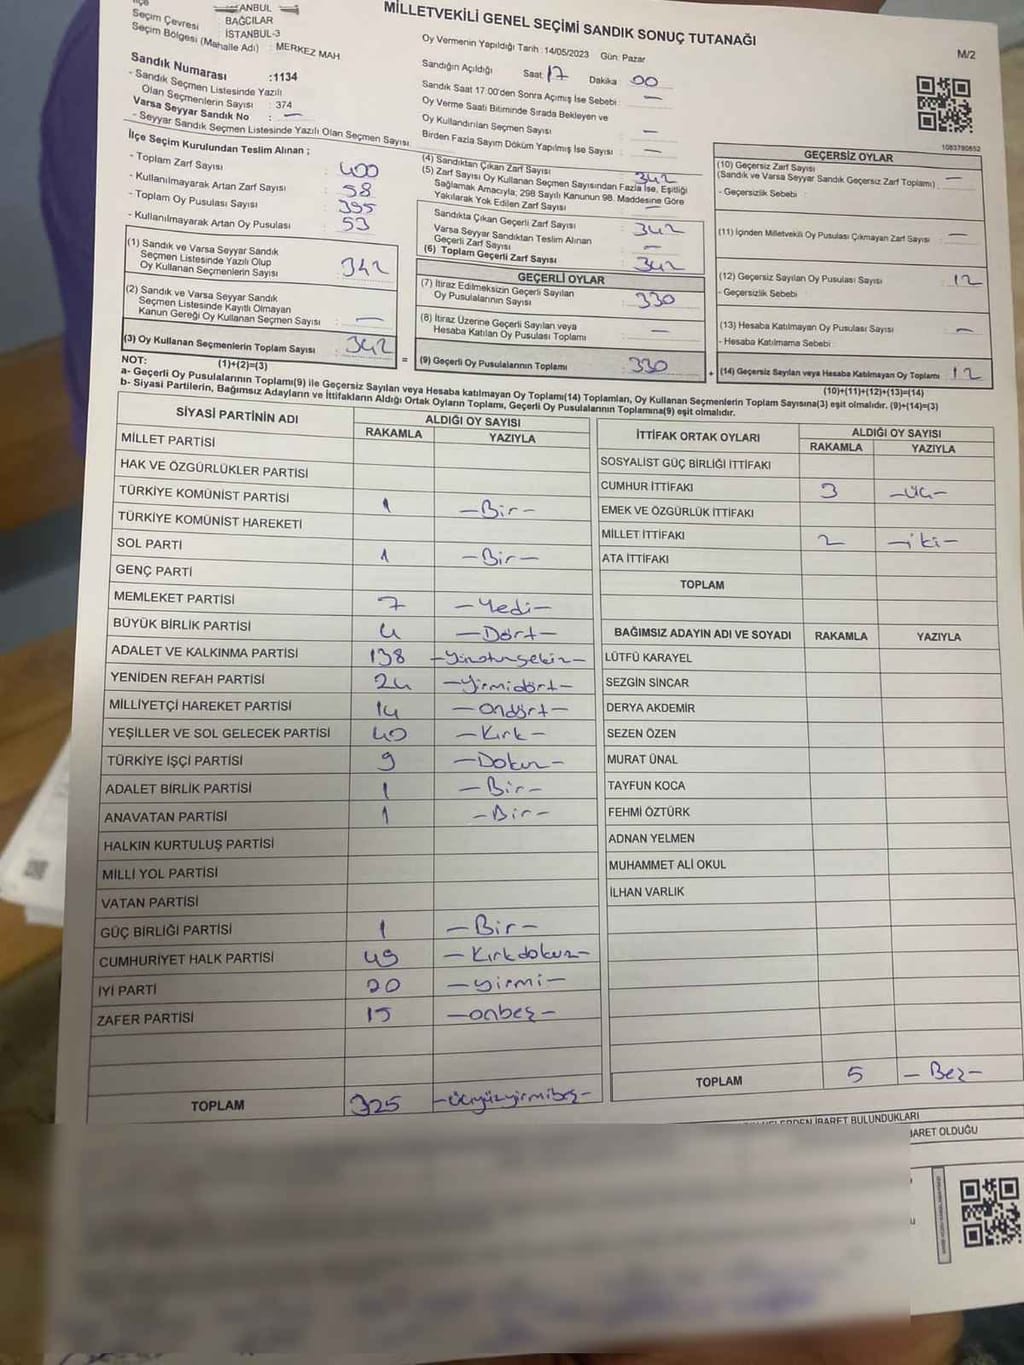 MİLLETVEKİLİ GENEL SEÇİMİ SANDIK SONUÇ TUTANAĞI
M/2
ANBUL
Seçim Çevresi BAĞCILAR
Seçim Bölgesi (Mahalle Adı) : İSTANBUL-3
MERKEZ MAH
Sandık Numarası :1134
- Sandık Seçmen Listesinde Yazılı
Olan Seçmenlerin Sayısı : 374
Varsa Seyyar Sandık No : —
- Seyyar Sandık Seçmen Listesinde Yazılı Olan Seçmen Sayısı
Oy Vermenin Yapıldığı Tarih :14/05/2023 Gün: Pazar
Sandığın Açıldığı Saat: 17 Dakika 00
Sandık Saat 17:00'den Sonra Açımış İse Sebebi : —
Oy Verme Saati Bitiminde Sırada Bekleyen ve
Oy Kullandırılan Seçmen Sayısı : —
Birden Fazla Sayım Döküm Yapılmış İse Sayısı : —
1083780652
İlçe Seçim Kurulundan Teslim Alınan ;
- Toplam Zarf Sayısı : 400
- Kullanılmayarak Artan Zarf Sayısı : 58
- Toplam Oy Pusulası Sayısı : 395
- Kullanılmayarak Artan Oy Pusulası : 53
(1) Sandık ve Varsa Seyyar Sandık
Seçmen Listesinde Yazılı Olup
Oy Kullanan Seçmenlerin Sayısı : 342
(2) Sandık ve Varsa Seyyar Sandık
Seçmen Listesinde Kayıtlı Olmayan
Kanun Gereği Oy Kullanan Seçmen Sayısı : —
(3) Oy Kullanan Seçmenlerin Toplam Sayısı : 342
(1)+(2)=(3)
(4) Sandıktan Çıkan Zarf Sayısı : 342
(5) Zarf Sayısı Oy Kullanan Seçmen Sayısından Fazla İse, Eşitliği
Sağlamak Amacıyla; 298 Sayılı Kanunun 98. Maddesine Göre
Yakılarak Yok Edilen Zarf Sayısı : —
Sandıkta Çıkan Geçerli Zarf Sayısı : 342
Varsa Seyyar Sandıktan Teslim Alınan
Geçerli Zarf Sayısı : —
(6) Toplam Geçerli Zarf Sayısı : 342
GEÇERLİ OYLAR
(7) İtiraz Edilmeksizin Geçerli Sayılan
Oy Pusulalarının Sayısı : 330
(8) İtiraz Üzerine Geçerli Sayılan veya
Hesaba Katılan Oy Pusulası Toplamı : —
= (9) Geçerli Oy Pusulalarının Toplamı : 330
GEÇERSİZ OYLAR
(10) Geçersiz Zarf Sayısı
(Sandık ve Varsa Seyyar Sandık Geçersiz Zarf Toplamı) : —
- Geçersizlik Sebebi :
(11) İçinden Milletvekili Oy Pusulası Çıkmayan Zarf Sayısı : —
(12) Geçersiz Sayılan Oy Pusulası Sayısı : 12
- Geçersizlik Sebebi :
(13) Hesaba Katılmayan Oy Pusulası Sayısı : —
- Hesaba Katılmama Sebebi :
+ (14) Geçersiz Sayılan veya Hesaba Katılmayan Oy Toplamı : 12
(10)+(11)+(12)+(13)=(14)
NOT:
a- Geçerli Oy Pusulalarının Toplamı(9) ile Geçersiz Sayılan veya Hesaba katılmayan Oy Toplamı(14) Toplamları, Oy Kullanan Seçmenlerin Toplam Sayısına(3) eşit olmalıdır. (9)+(14)=(3)
b- Siyasi Partilerin, Bağımsız Adayların ve İttifakların Aldığı Ortak Oyların Toplamı, Geçerli Oy Pusulalarının Toplamına(9) eşit olmalıdır.
SİYASİ PARTİNİN ADI ALDIĞI OY SAYISI
RAKAMLA YAZIYLA
MİLLET PARTİSİ
HAK VE ÖZGÜRLÜKLER PARTİSİ
TÜRKİYE KOMÜNİST PARTİSİ 1 —Bir—
TÜRKİYE KOMÜNİST HAREKETİ
SOL PARTİ 1 —Bir—
GENÇ PARTİ
MEMLEKET PARTİSİ 7 —Yedi—
BÜYÜK BİRLİK PARTİSİ 4 —Dört—
ADALET VE KALKINMA PARTİSİ 138
YENİDEN REFAH PARTİSİ 24 —Yirmidört—
MİLLİYETÇİ HAREKET PARTİSİ 14 —Ondört—
YEŞİLLER VE SOL GELECEK PARTİSİ 40 —Kırk—
TÜRKİYE İŞÇİ PARTİSİ 9 —Dokuz—
ADALET BİRLİK PARTİSİ 1 —Bir—
ANAVATAN PARTİSİ 1 —Bir—
HALKIN KURTULUŞ PARTİSİ
MİLLİ YOL PARTİSİ
VATAN PARTİSİ
GÜÇ BİRLİĞİ PARTİSİ 1 —Bir—
CUMHURİYET HALK PARTİSİ 49 —Kırkdokuz—
İYİ PARTİ 20 —yirmi—
ZAFER PARTİSİ 15 —onbeş—
TOPLAM 325 —üçyüzyirmibeş—
İTTİFAK ORTAK OYLARI ALDIĞI OY SAYISI
RAKAMLA YAZIYLA
SOSYALİST GÜÇ BİRLİĞİ İTTİFAKI
CUMHUR İTTİFAKI 3 —üç—
EMEK VE ÖZGÜRLÜK İTTİFAKI
MİLLET İTTİFAKI 2 —iki—
ATA İTTİFAKI
TOPLAM
BAĞIMSIZ ADAYIN ADI VE SOYADI RAKAMLA YAZIYLA
LÜTFÜ KARAYEL
SEZGİN SİNCAR
DERYA AKDEMİR
SEZEN ÖZEN
MURAT ÜNAL
TAYFUN KOCA
FEHMİ ÖZTÜRK
ADNAN YELMEN
MUHAMMET ALİ OKUL
İLHAN VARLIK
TOPLAM 5 —Beş—
İBARET BULUNDUKLARI
BARET OLDUĞU